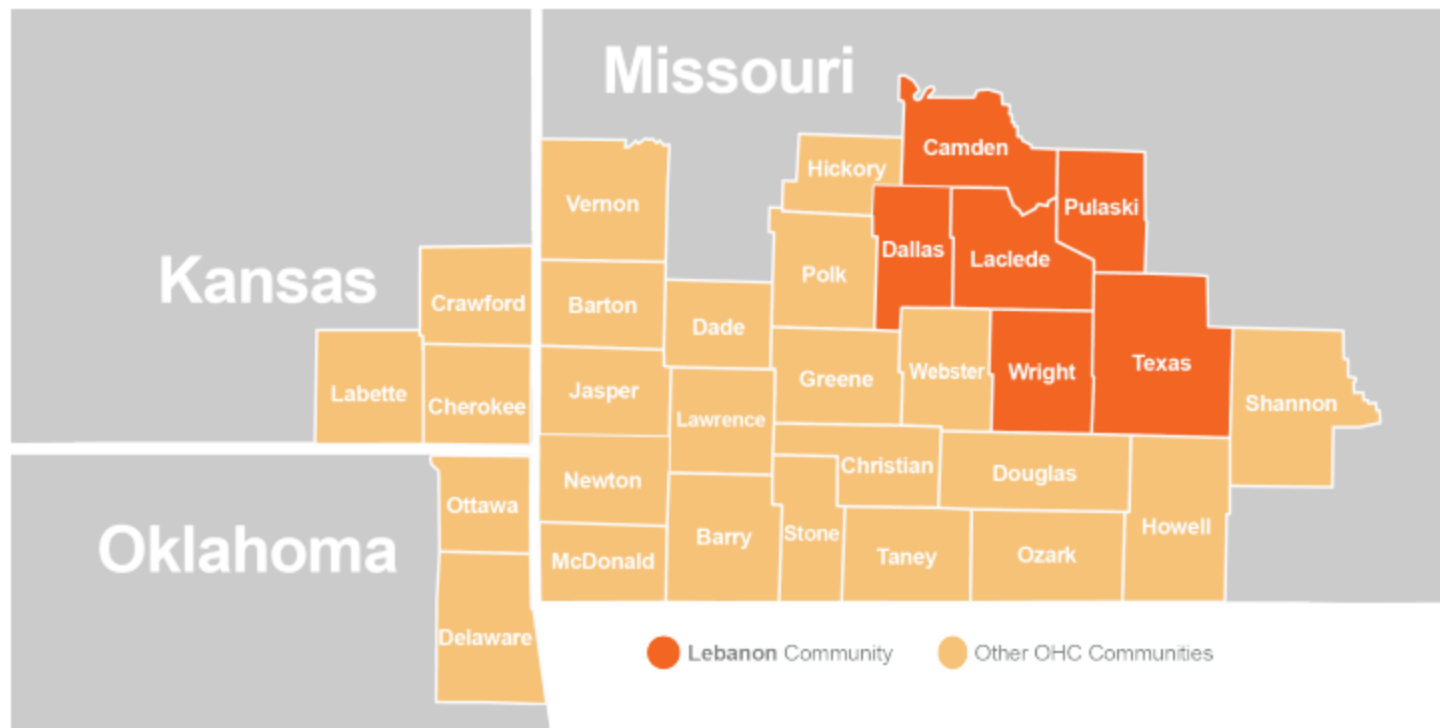 Missouri
Camden
Hickory
Vernon
Pulaski
Dallas
Laclede
Kansas
Polk
Crawford
Barton
Dade
Texas
Webster
Wright
Greene
Jasper
Labette
Cherokee
Shannon
Lawrence
Christian
Douglas
Newton
Ottawa
Howell
Stone
Barry
Oklahoma
Taney
Ozark
McDonald
Delaware
Lebanon Community
Other OHC Communities